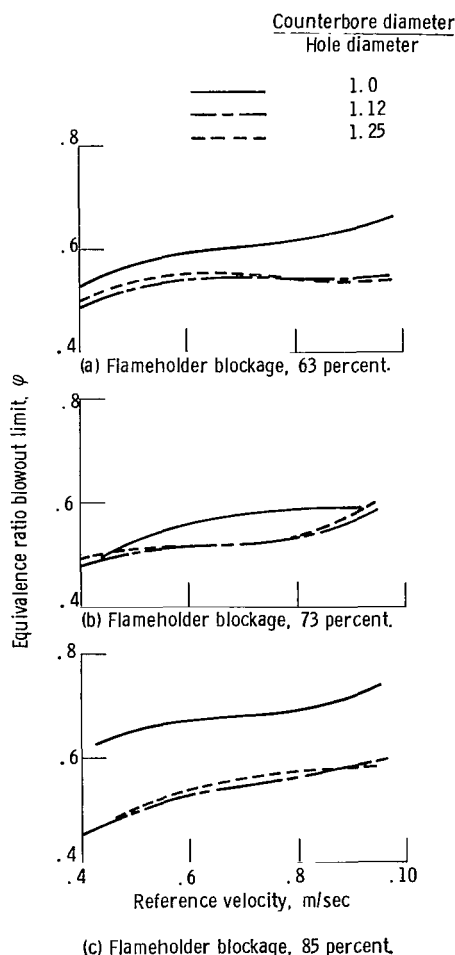 Counterbore diameter
Hole diameter
1.0
1.12
1.25
.8
.6
.4
(a) Flameholder blockage, 63 percent.
Equivalence ratio blowout limit, φ
.8
.6
.4
(b) Flameholder blockage, 73 percent.
.8
.6
.4
.4 .6 .8 .10
Reference velocity, m/sec
(c) Flameholder blockage, 85 percent.